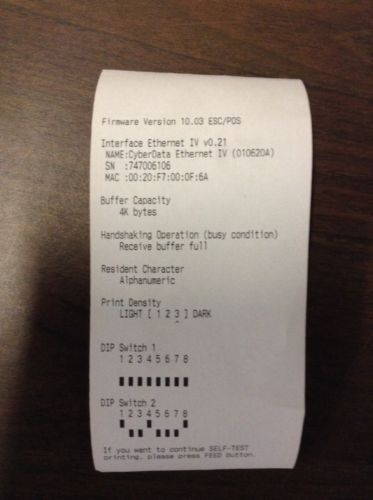 Firmware Version 10.03 ESC/POS
Interface Ethernet IV v0.21
NAME:CyberData Ethernet IV (010620A)
SN :747006106
MAC :00:20:F7:00:0F:6A
Buffer Capacity
4K bytes
Handshaking Operation (busy condition)
Receive buffer full
Resident Character
Alphanumeric
Print Density
LIGHT [ 1 2 3 ] DARK
^
DIP Switch 1
1 2 3 4 5 6 7 8
DIP Switch 2
1 2 3 4 5 6 7 8
If you want to continue SELF-TEST
printing, please press FEED button.